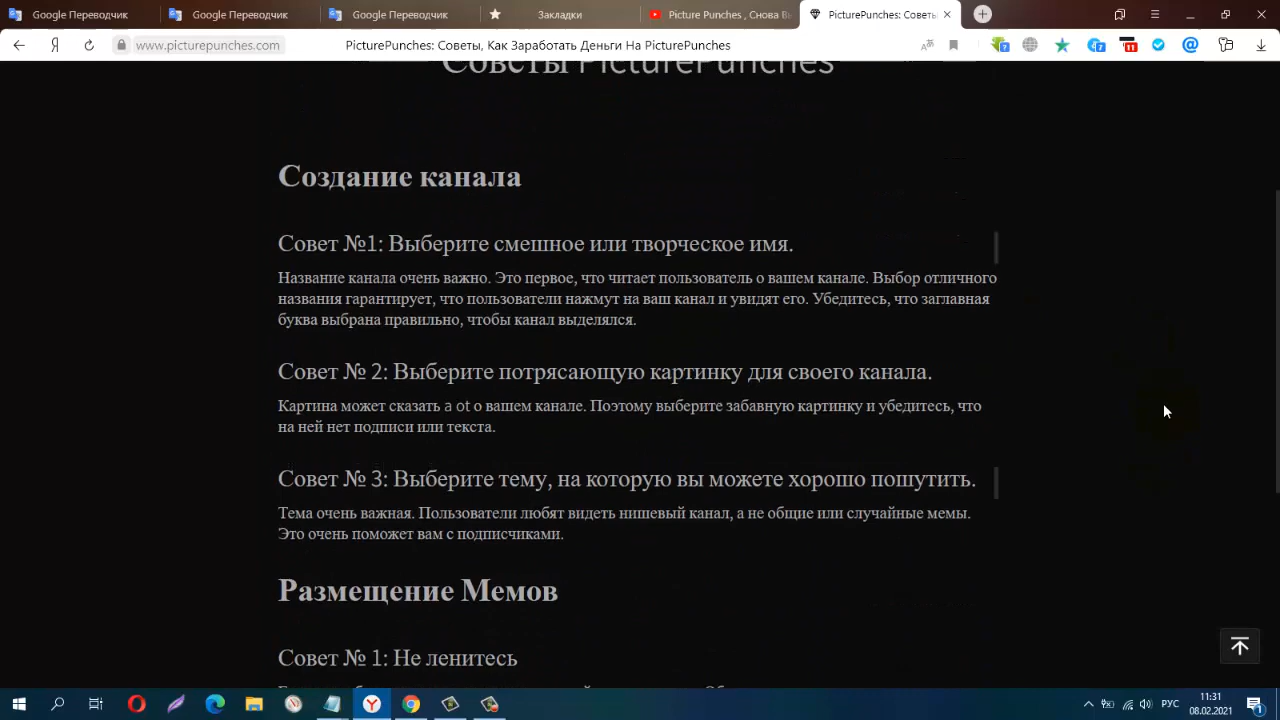 Google Переводчик
Google Переводчик
Google Переводчик
Закладки
Picture Punches , Снова Вы
PicturePunches: Советы
www.picturepunches.com
PicturePunches: Советы, Как Заработать Деньги На PicturePunches
Советы PicturePunches
Создание канала
Совет №1: Выберите смешное или творческое имя.
Название канала очень важно. Это первое, что читает пользователь о вашем канале. Выбор отличного
названия гарантирует, что пользователи нажмут на ваш канал и увидят его. Убедитесь, что заглавная
буква выбрана правильно, чтобы канал выделялся.
Совет № 2: Выберите потрясающую картинку для своего канала.
Картина может сказать a ot о вашем канале. Поэтому выберите забавную картинку и убедитесь, что
на ней нет подписи или текста.
Совет № 3: Выберите тему, на которую вы можете хорошо пошутить.
Тема очень важная. Пользователи любят видеть нишевый канал, а не общие или случайные мемы.
Это очень поможет вам с подписчиками.
Размещение Мемов
Совет № 1: Не ленитесь
РУС
11:31
08.02.2021